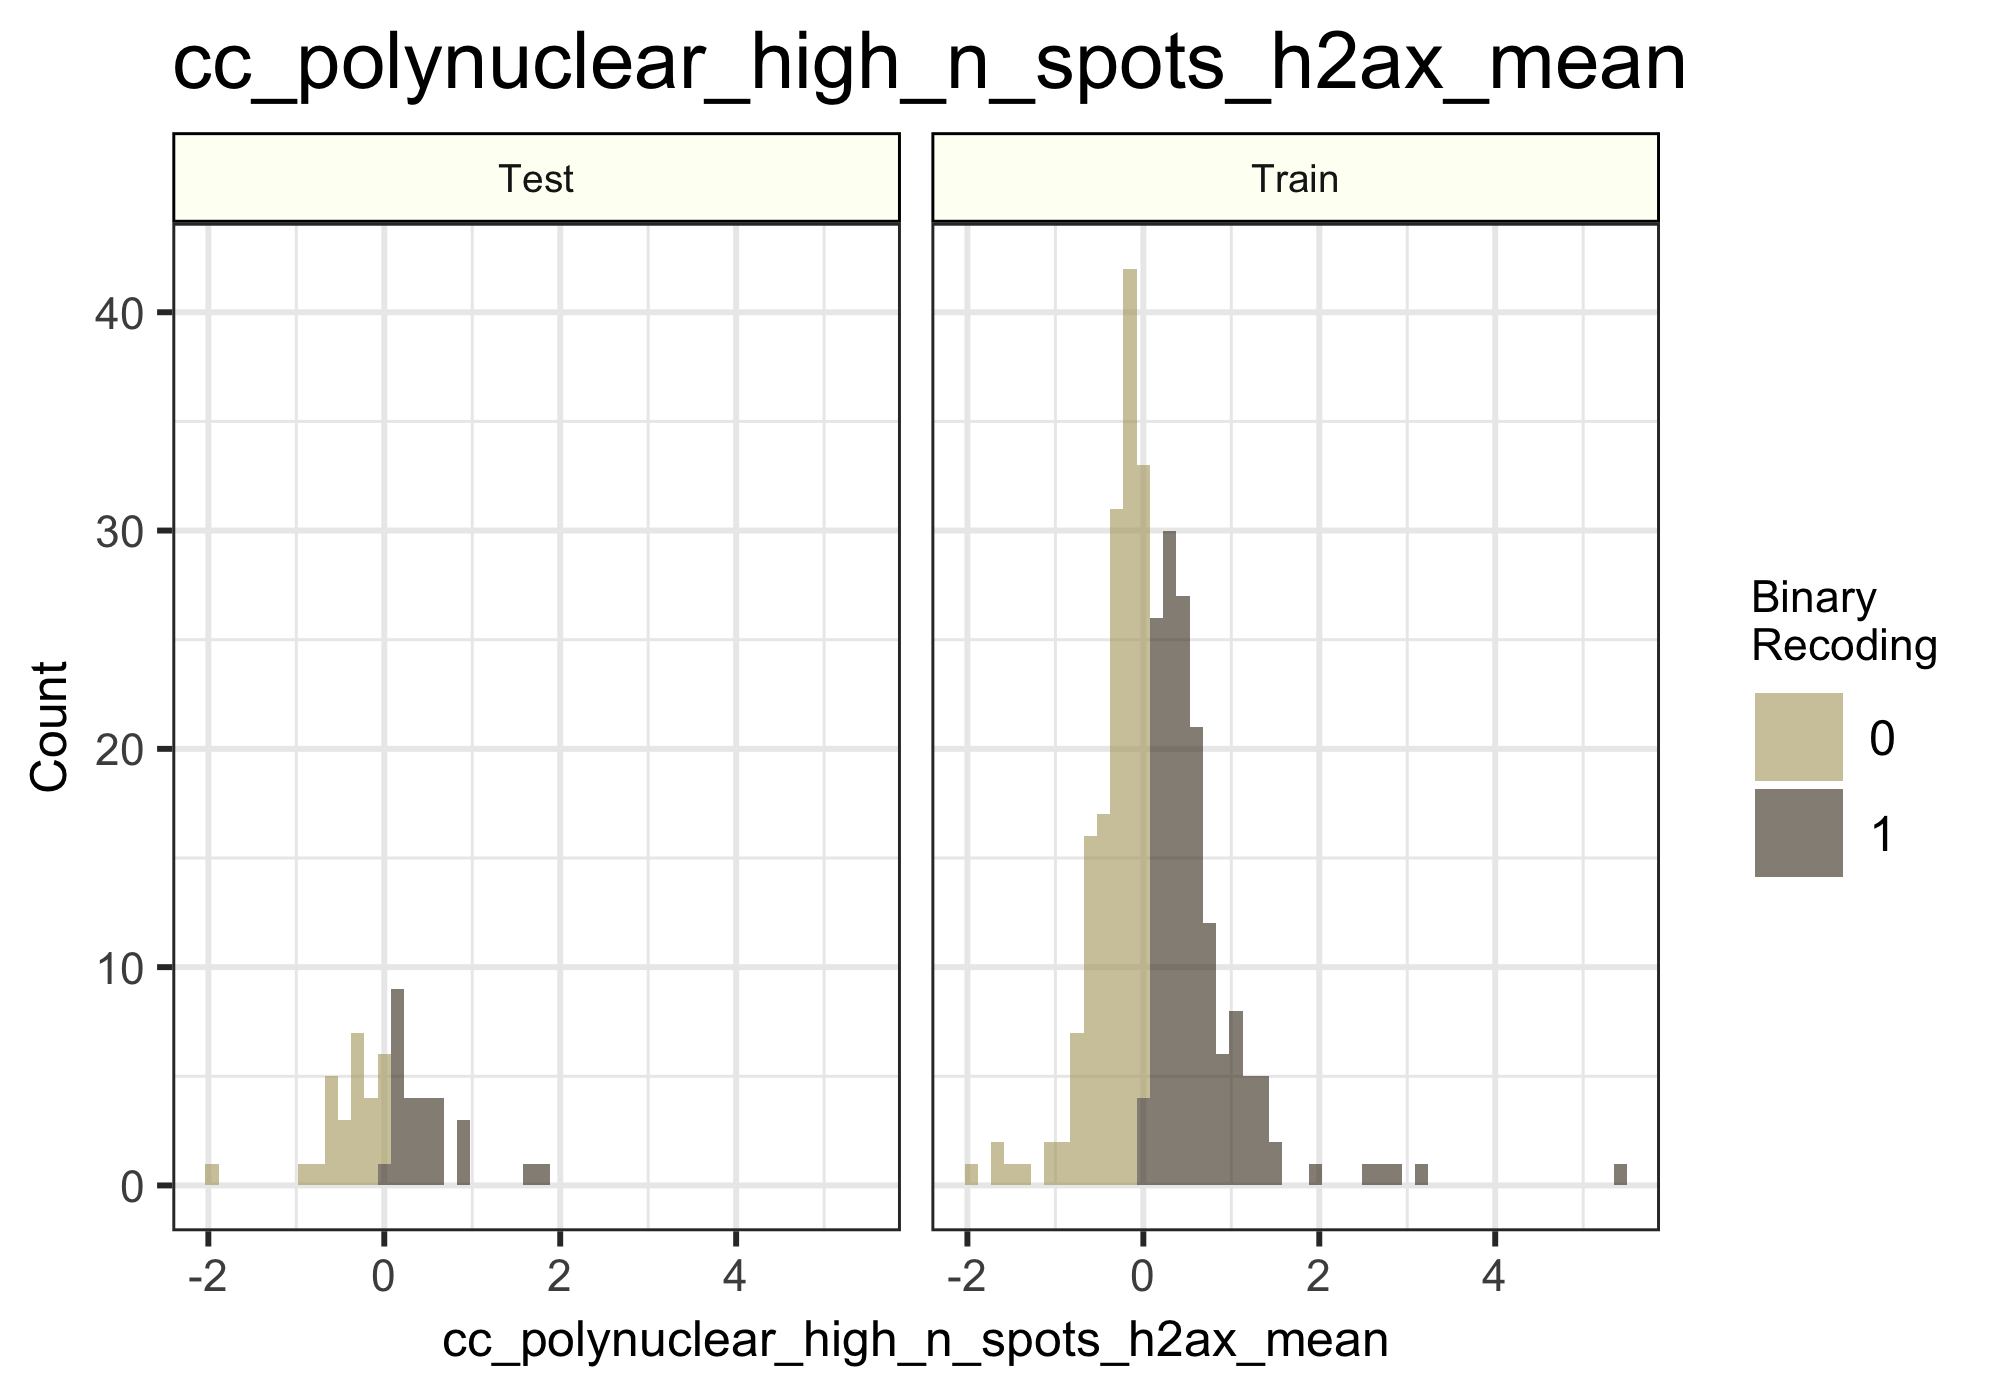 cc_polynuclear_high_n_spots_h2ax_mean
Test
Train
40
30
20
10
0
Count
-2 0 2 4
-2 0 2 4
cc_polynuclear_high_n_spots_h2ax_mean
Binary
Recoding
0
1